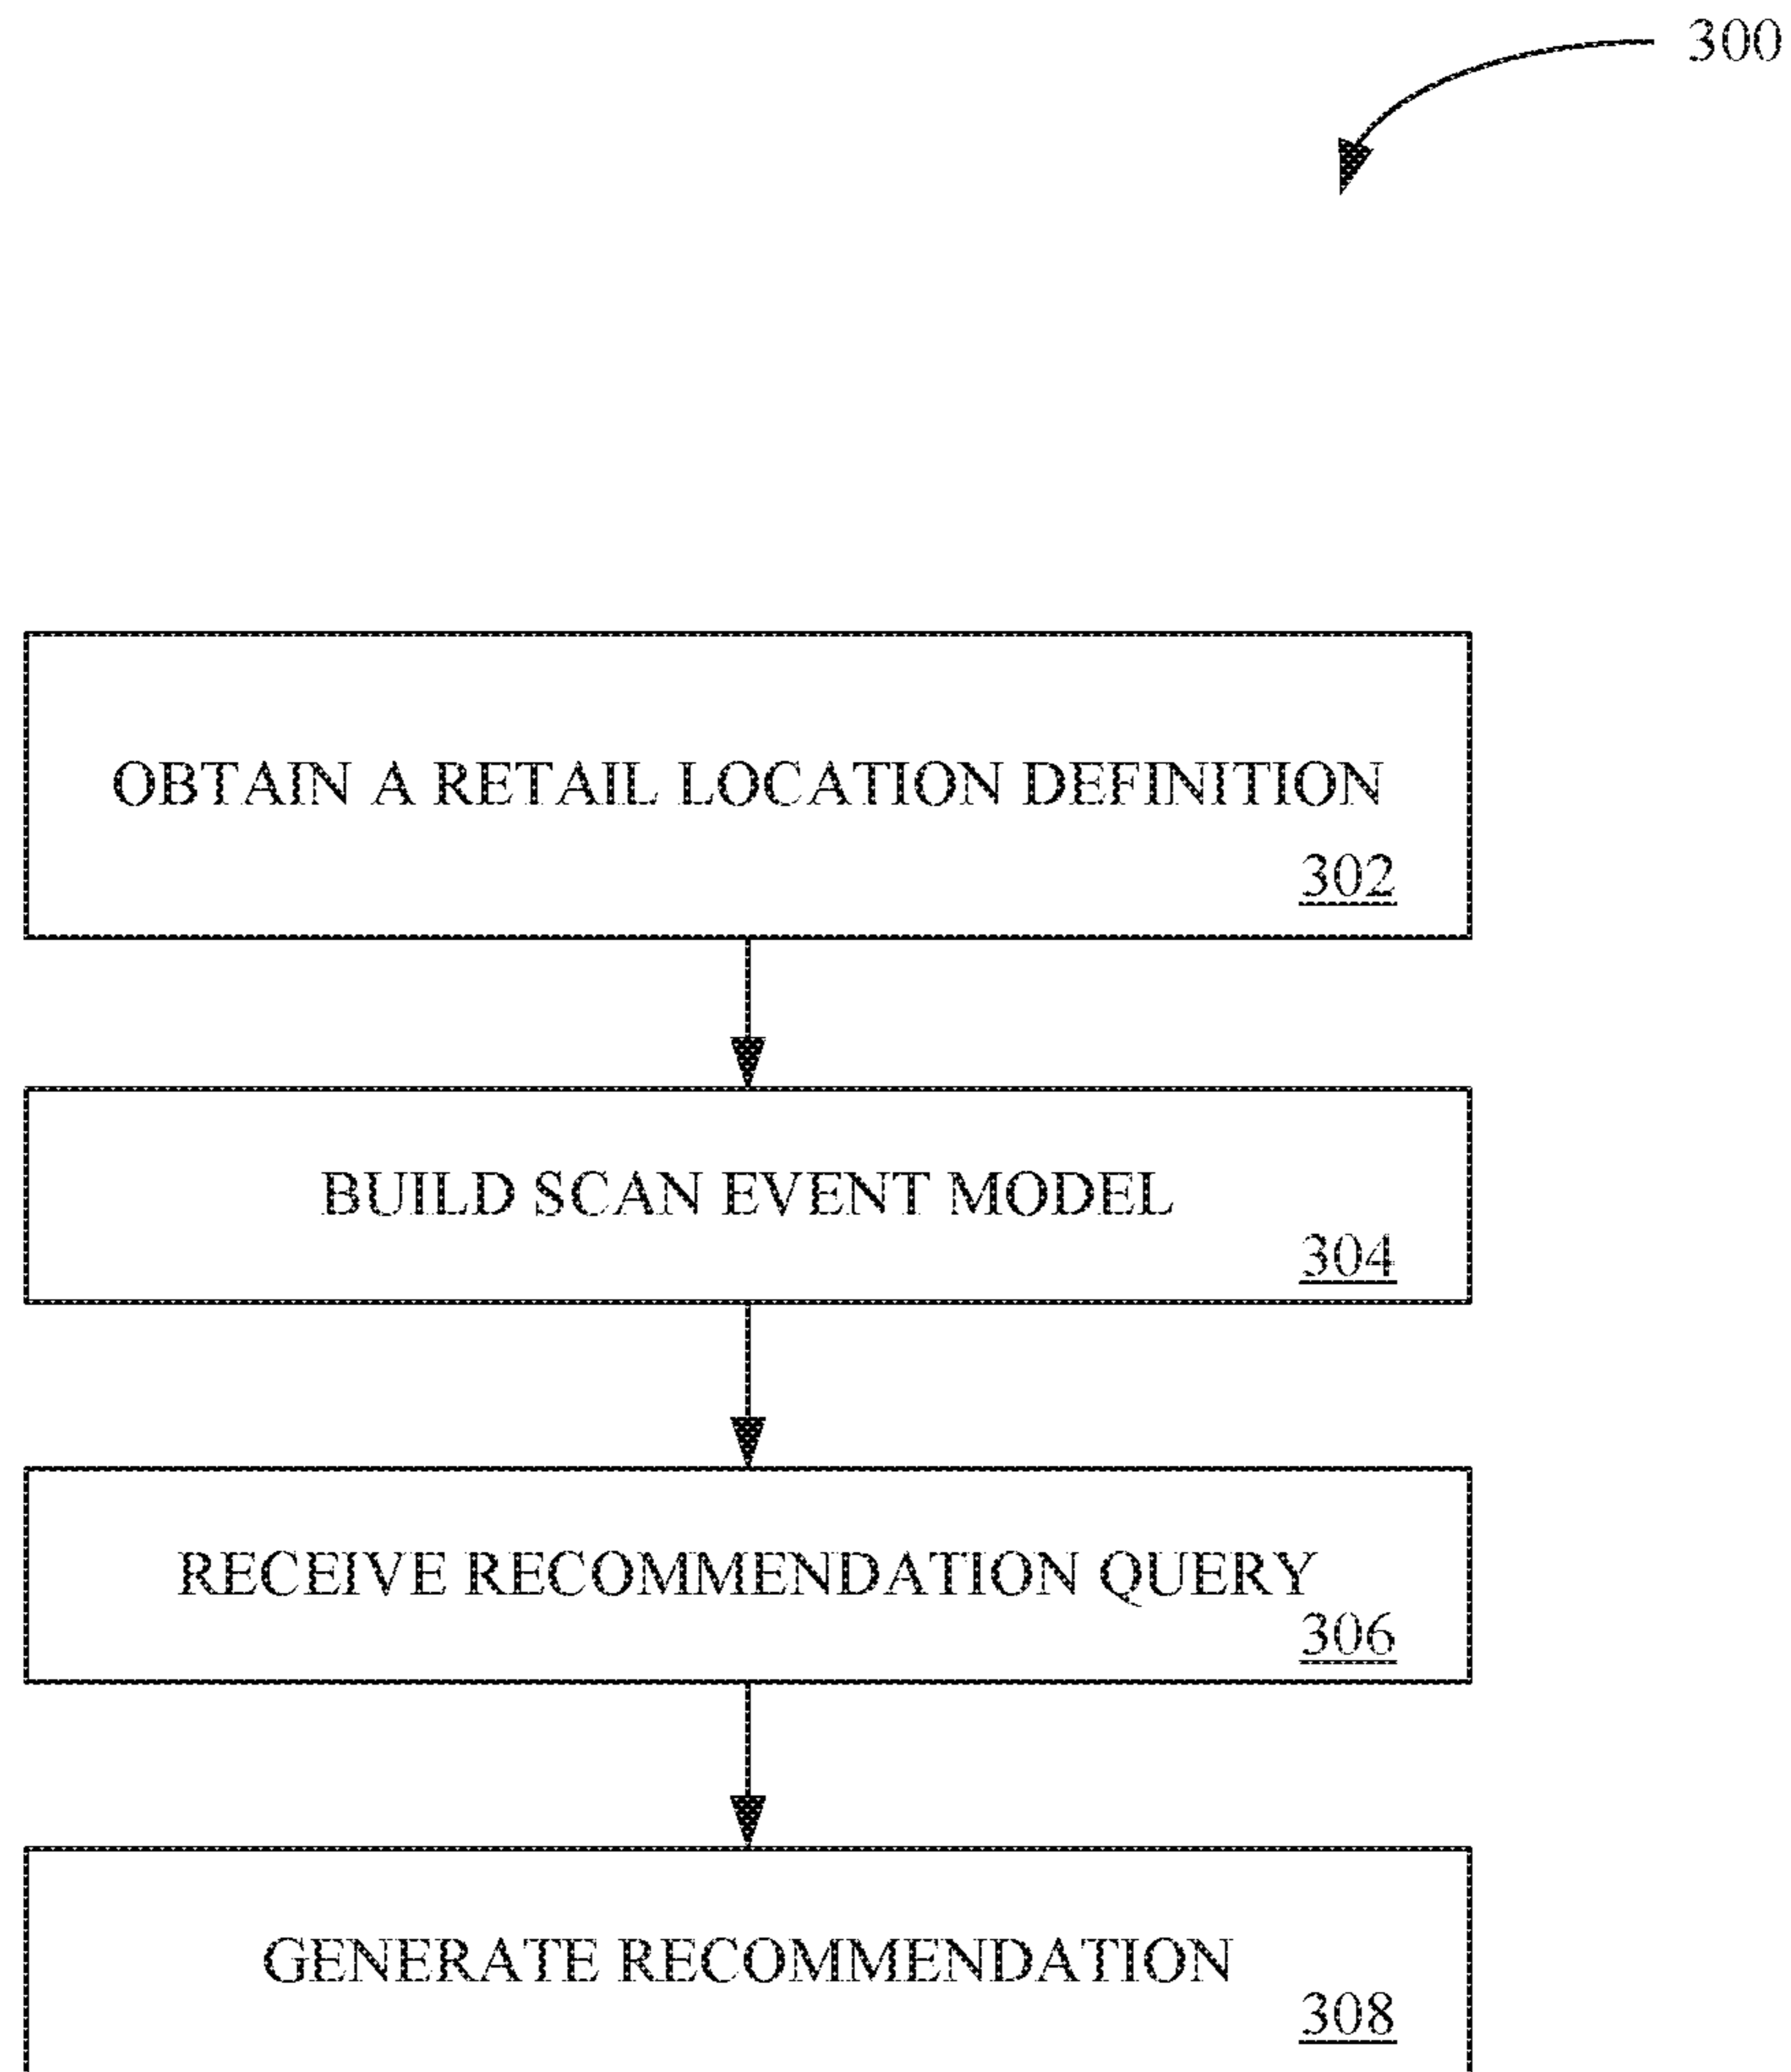 300
OBTAIN A RETAIL LOCATION DEFINITION
302
BUILD SCAN EVENT MODEL
304
RECEIVE RECOMMENDATION QUERY
306
GENERATE RECOMMENDATION
308